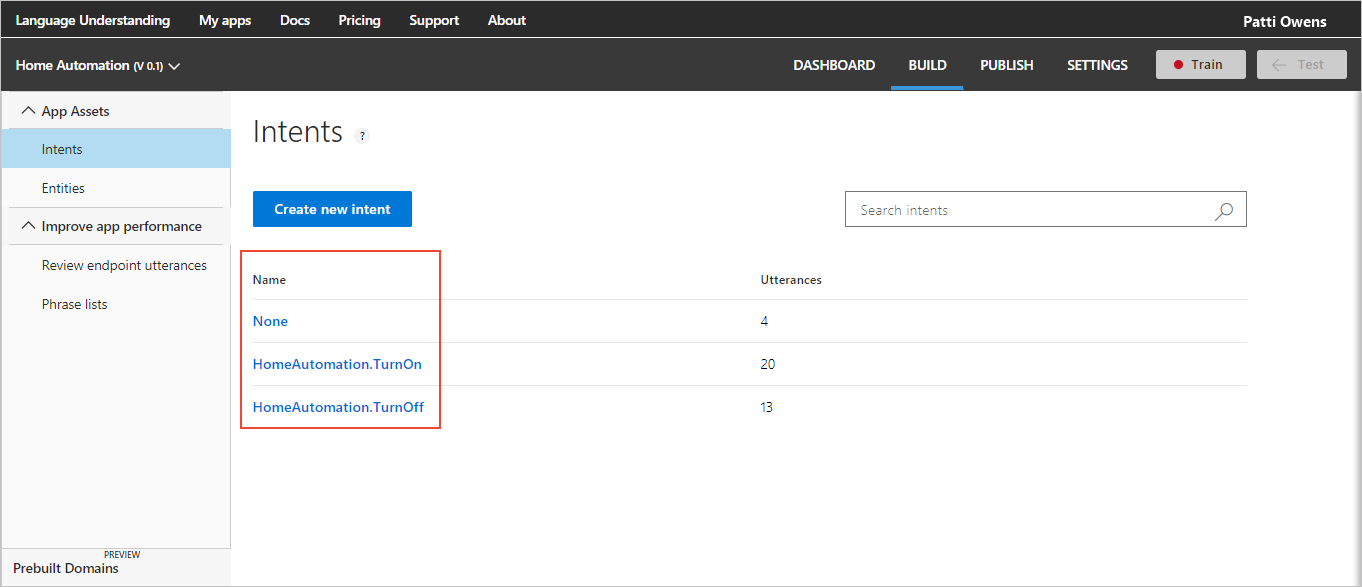 Language Understanding My apps Docs Pricing Support About Patti Owens
Home Automation (V 0.1) DASHBOARD BUILD PUBLISH SETTINGS Train Test
App Assets
Intents
Entities
Improve app performance
Review endpoint utterances
Phrase lists
PREVIEW
Prebuilt Domains
Intents ?
Create new intent Search intents
Name Utterances
None 4
HomeAutomation.TurnOn 20
HomeAutomation.TurnOff 13